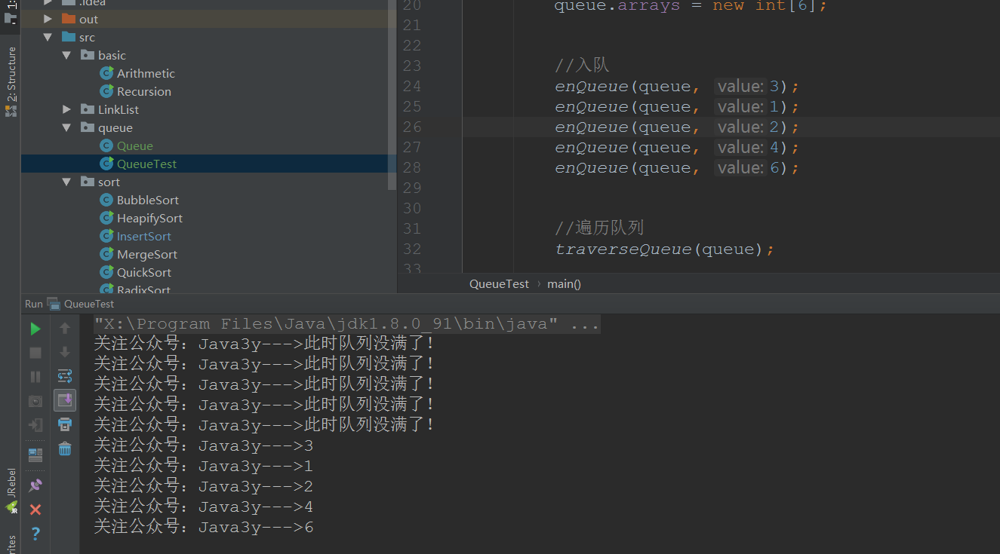 1:
2: Structure
.idea
out
src
basic
Arithmetic
Recursion
LinkList
queue
Queue
QueueTest
sort
BubbleSort
HeapifySort
InsertSort
MergeSort
QuickSort
RadixSort
20 queue.arrays = new int[6];
21
22
23 //入队
24 enQueue(queue, value: 3);
25 enQueue(queue, value: 1);
26 enQueue(queue, value: 2);
27 enQueue(queue, value: 4);
28 enQueue(queue, value: 6);
29
30
31 //遍历队列
32 traverseQueue(queue);
33
QueueTest › main()
Run QueueTest
"X:\Program Files\Java\jdk1.8.0_91\bin\java" ...
关注公众号：Java3y--->此时队列没满了！
关注公众号：Java3y--->此时队列没满了！
关注公众号：Java3y--->此时队列没满了！
关注公众号：Java3y--->此时队列没满了！
关注公众号：Java3y--->此时队列没满了！
关注公众号：Java3y--->3
关注公众号：Java3y--->1
关注公众号：Java3y--->2
关注公众号：Java3y--->4
关注公众号：Java3y--->6
JRebel
JR
rites